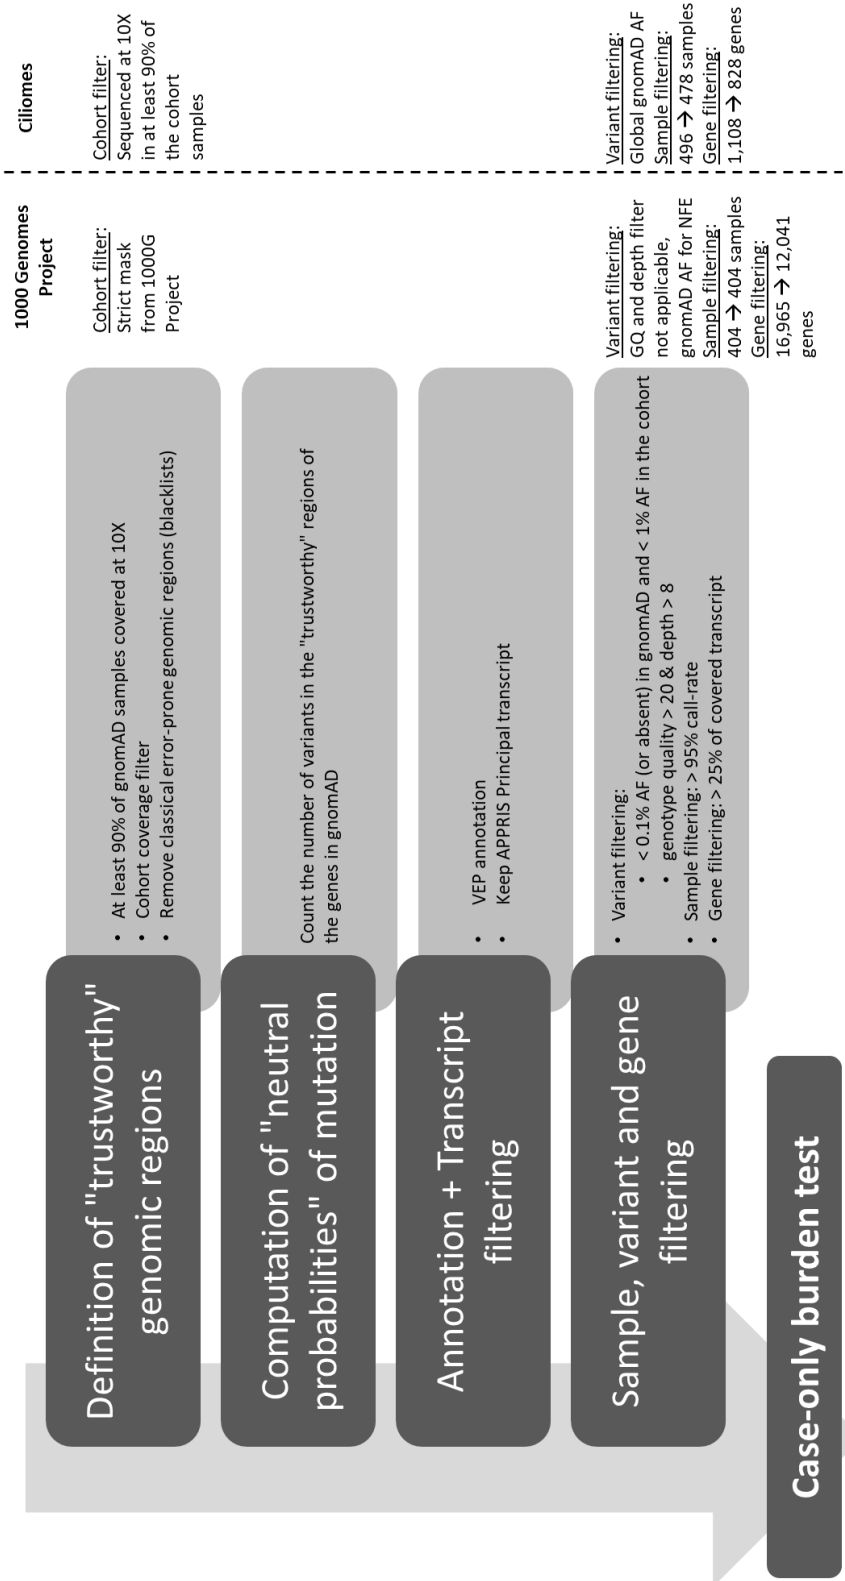 1000 Genomes
Project
Ciliomes
Definition of "trustworthy"
genomic regions
• At least 90% of gnomAD samples covered at 10X
• Cohort coverage filter
• Remove classical error-prone genomic regions (blacklists)
Cohort filter:
Strict mask
from 1000G
Project
Cohort filter:
Sequenced at 10X
in at least 90% of
the cohort
samples
Computation of "neutral
probabilities" of mutation
Count the number of variants in the "trustworthy" regions of
the genes in gnomAD
Annotation + Transcript
filtering
• VEP annotation
• Keep APPRIS Principal transcript
Sample, variant and gene
filtering
• Variant filtering:
• < 0.1% AF (or absent) in gnomAD and < 1% AF in the cohort
• genotype quality > 20 & depth > 8
• Sample filtering: > 95% call-rate
• Gene filtering: > 25% of covered transcript
Variant filtering:
GQ and depth filter
not applicable,
gnomAD AF for NFE
Sample filtering:
404 → 404 samples
Gene filtering:
16,965 → 12,041
genes
Variant filtering:
Global gnomAD AF
Sample filtering:
496 → 478 samples
Gene filtering:
1,108 → 828 genes
Case-only burden test